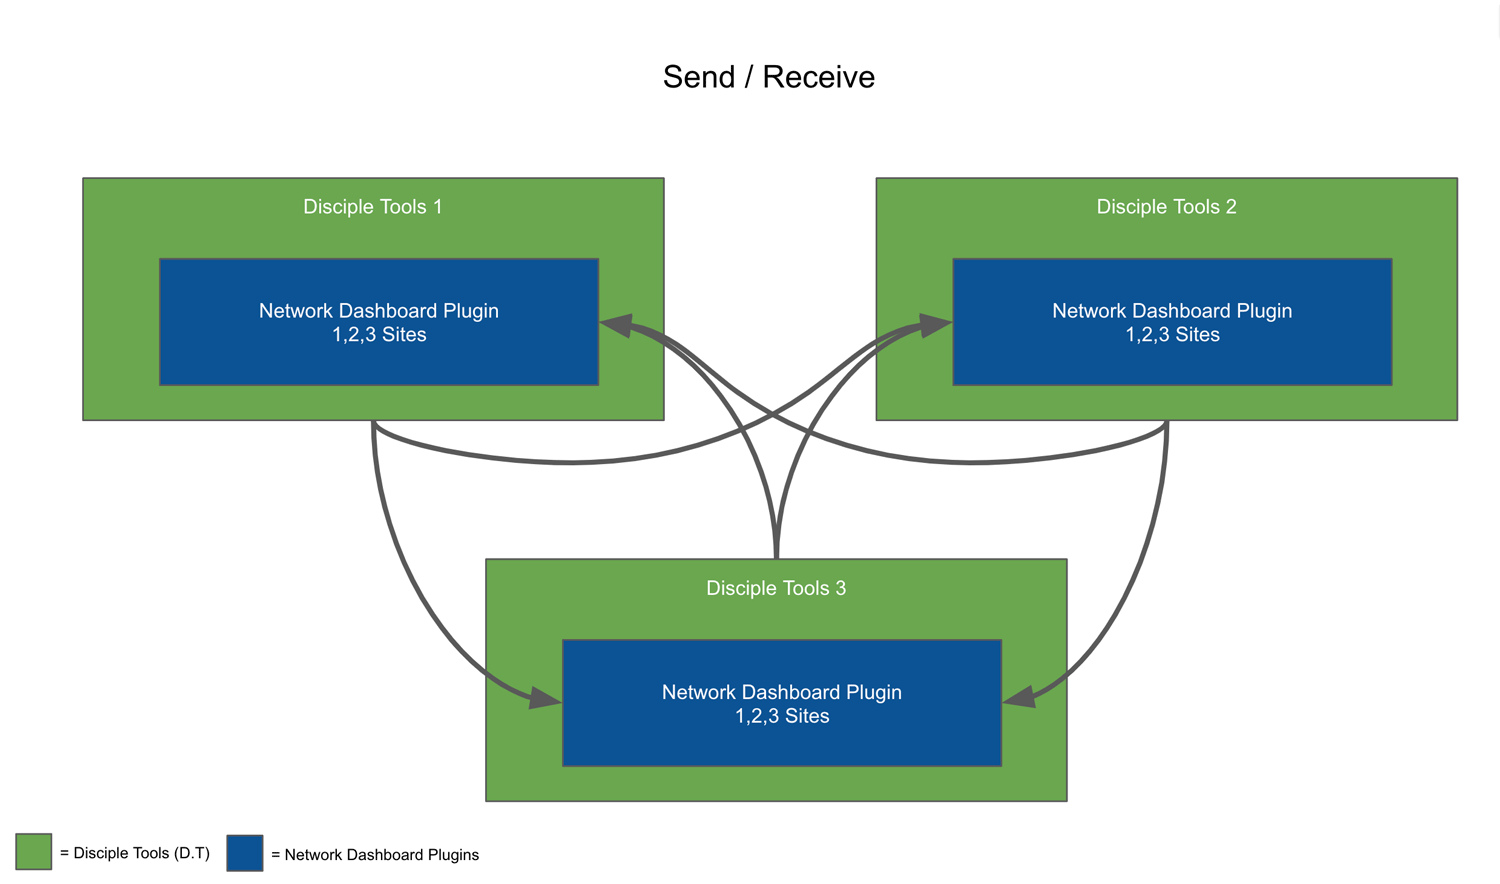 Send / Receive
Disciple Tools 1
Network Dashboard Plugin
1,2,3 Sites
Disciple Tools 2
Network Dashboard Plugin
1,2,3 Sites
Disciple Tools 3
Network Dashboard Plugin
1,2,3 Sites
= Disciple Tools (D.T)
= Network Dashboard Plugins